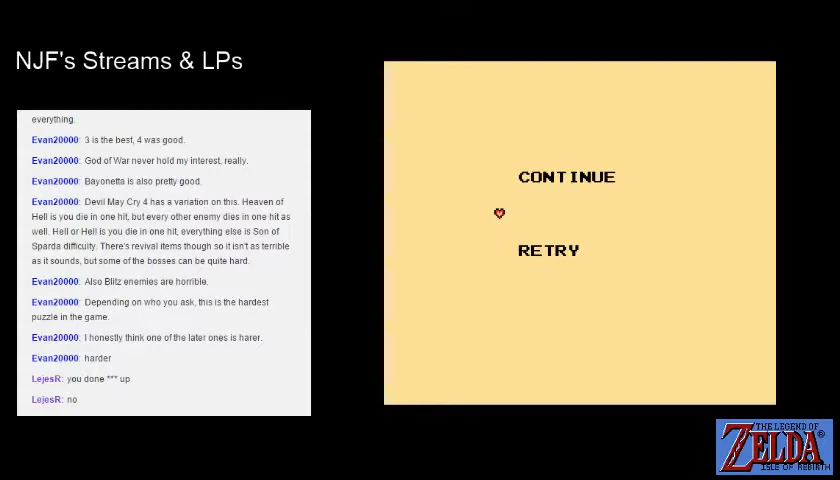 NJF's Streams & LPs
everything.
Evan20000: 3 is the best, 4 was good.
Evan20000: God of War never hold my interest, really.
Evan20000: Bayonetta is also pretty good.
Evan20000: Devil May Cry 4 has a variation on this. Heaven of
Hell is you die in one hit, but every other enemy dies in one hit as
well. Hell or Hell is you die in one hit, everything else is Son of
Sparda difficulty. There's revival items though so it isn't as terrible
as it sounds, but some of the bosses can be quite hard.
Evan20000: Also Blitz enemies are horrible.
Evan20000: Depending on who you ask, this is the hardest
puzzle in the game.
Evan20000: I honestly think one of the later ones is harer.
Evan20000: harder
LejesR: you done *** up
LejesR: no
CONTINUE
RETRY
THE LEGEND OF
ZELDA®
ISLE OF REBIRTH